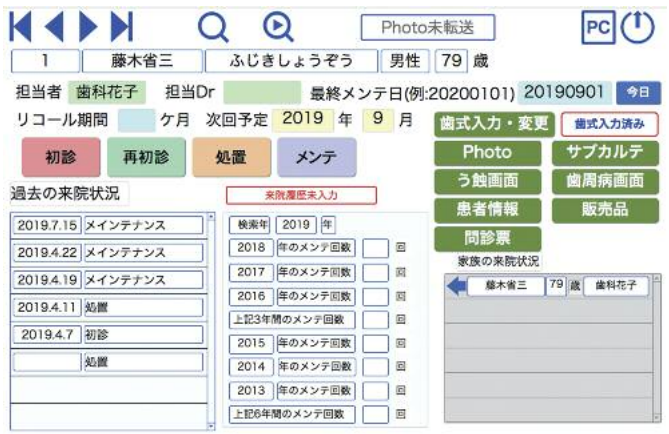 Photo未転送
PC
1 藤木省三 ふじきしょうぞう 男性 79 歳
担当者 歯科花子 担当Dr 最終メンテ日(例:20200101) 20190901 今日
リコール期間 ケ月 次回予定 2019 年 9 月
歯式入力・変更 歯式入力済み
初診 再初診 処置 メンテ
Photo サブカルテ
う蝕画面 歯周病画面
患者情報 販売品
問診票
過去の来院状況
来院履歴未入力
2019.7.15 メインテナンス
2019.4.22 メインテナンス
2019.4.19 メインテナンス
2019.4.11 処置
2019.4.7 初診
処置
検索年 2019 年
2018 年のメンテ回数 回
2017 年のメンテ回数 回
2016 年のメンテ回数 回
上記3年間のメンテ回数 回
2015 年のメンテ回数 回
2014 年のメンテ回数 回
2013 年のメンテ回数 回
上記6年間のメンテ回数 回
家族の来院状況
藤木省三 79 歳 歯科花子